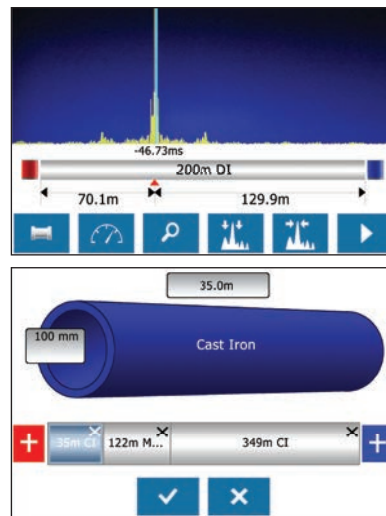 -46.73ms
200m DI
70.1m 129.9m
35.0m
100 mm
Cast Iron
35m CI 122m M... 349m CI